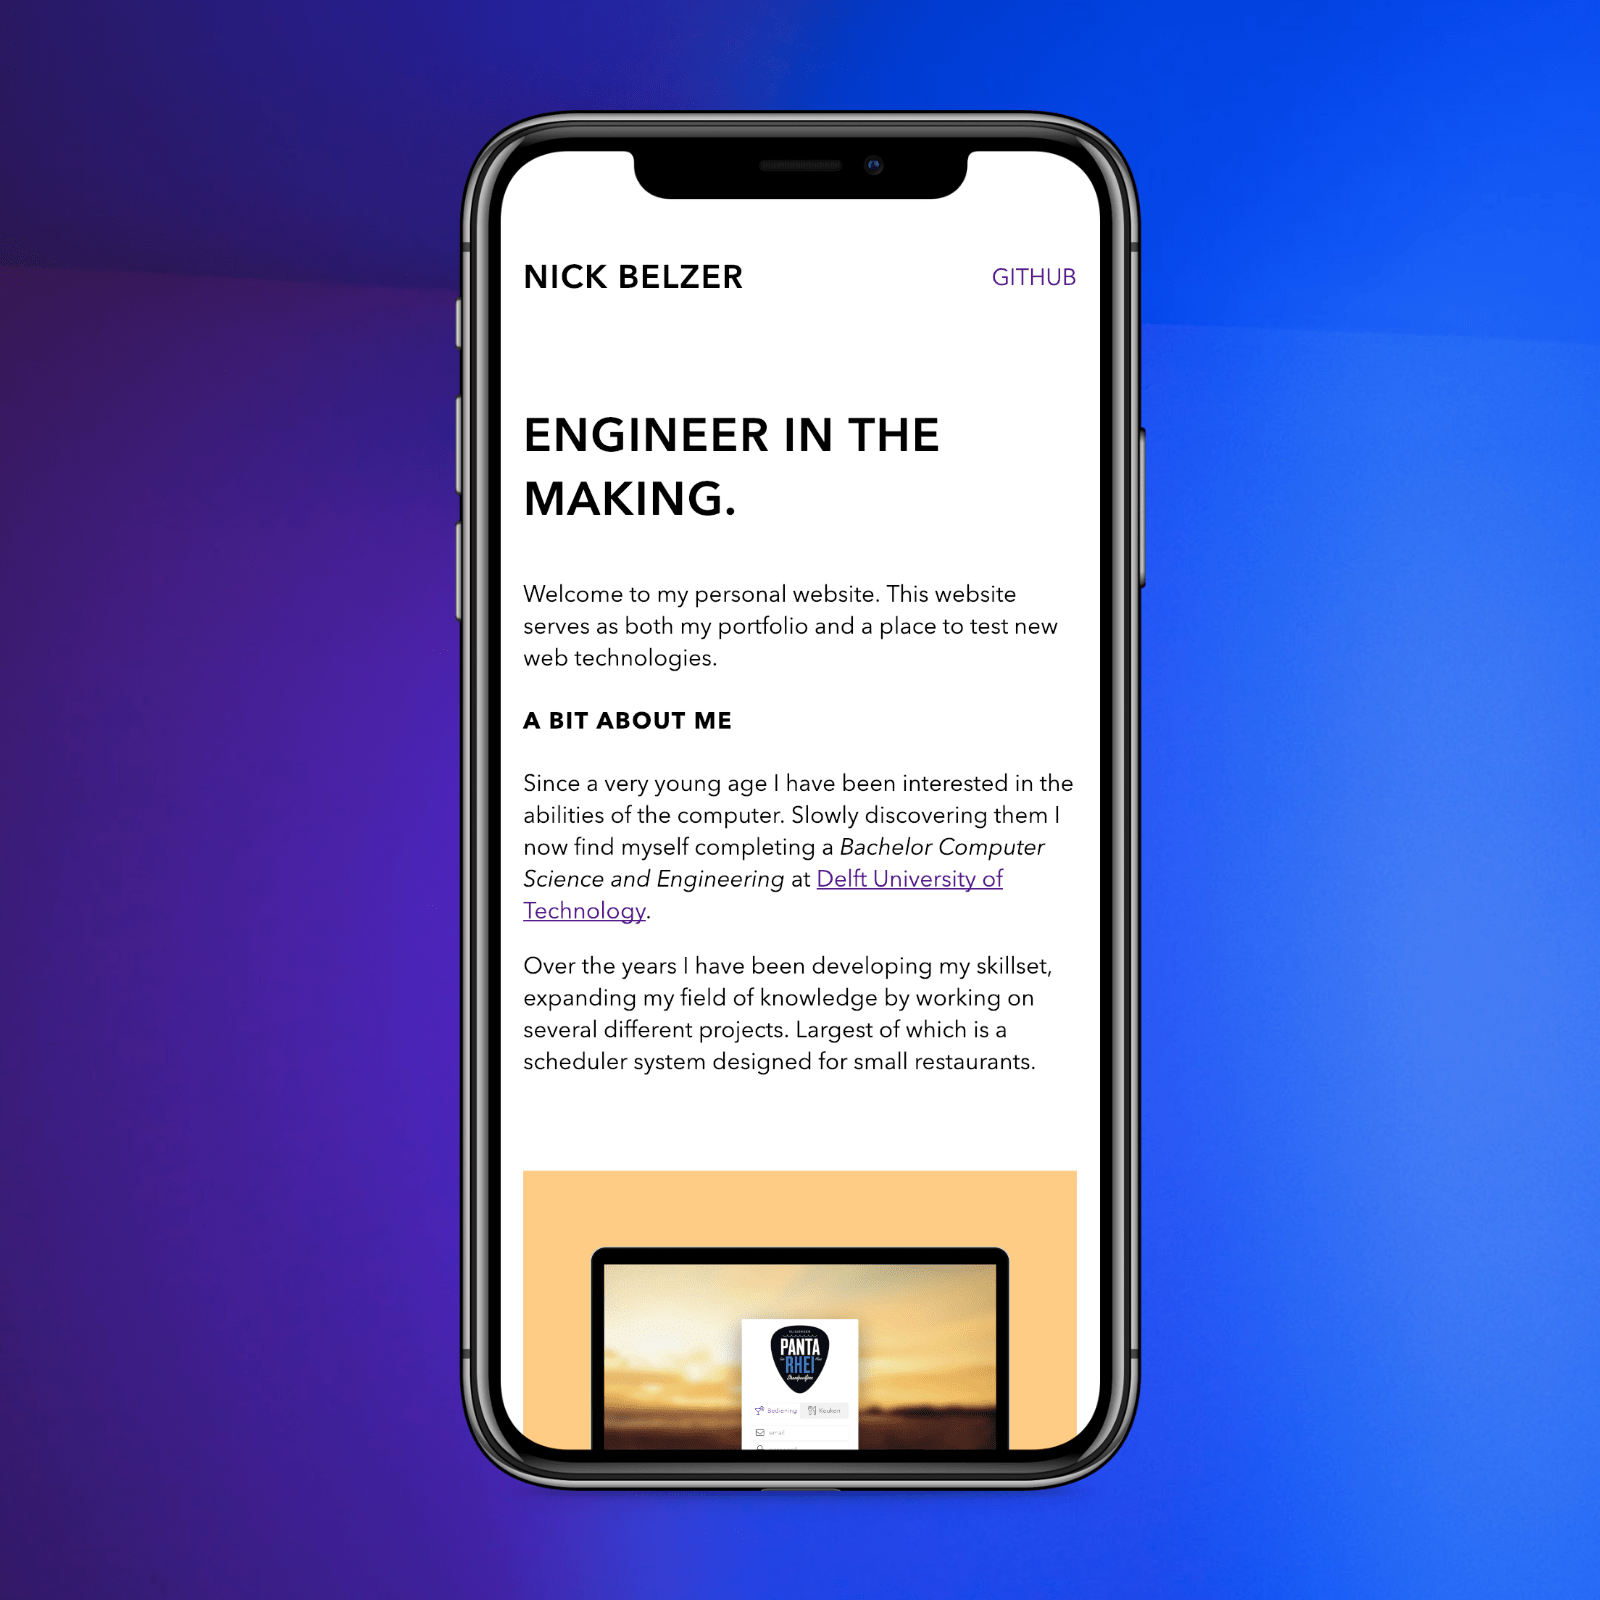 NICK BELZER
GITHUB
ENGINEER IN THE
MAKING.
Welcome to my personal website. This website
serves as both my portfolio and a place to test new
web technologies.
A BIT ABOUT ME
Since a very young age I have been interested in the
abilities of the computer. Slowly discovering them I
now find myself completing a Bachelor Computer
Science and Engineering at Delft University of
Technology.
Over the years I have been developing my skillset,
expanding my field of knowledge by working on
several different projects. Largest of which is a
scheduler system designed for small restaurants.
PANTA
RHEI
Bediening
Keuken
email